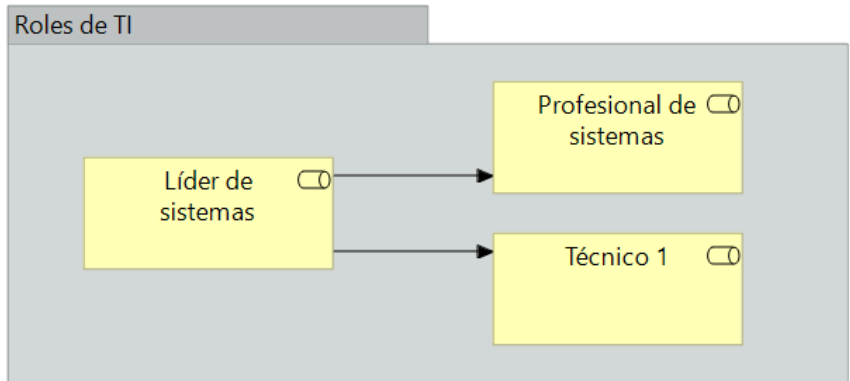 Roles de TI
Profesional de
sistemas
Líder de
sistemas
Técnico 1